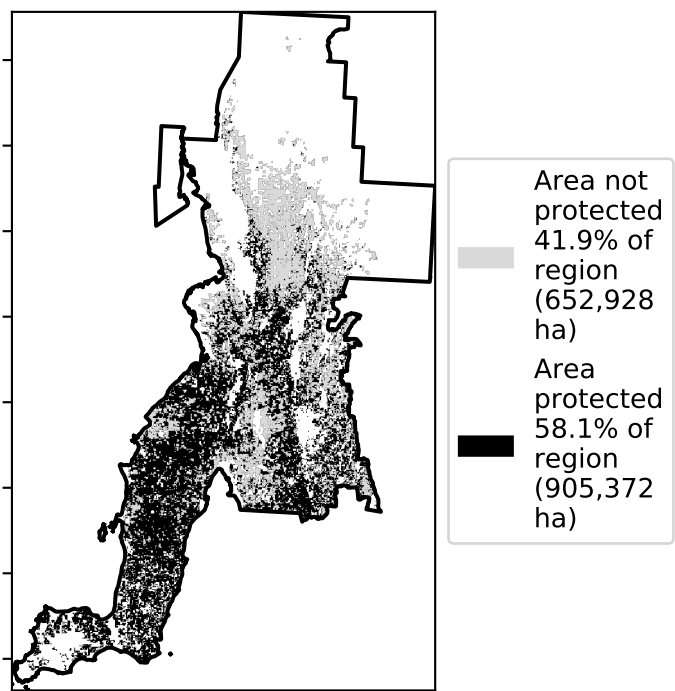 Area not
protected
41.9% of
region
(652,928
ha)
Area
protected
58.1% of
region
(905,372
ha)